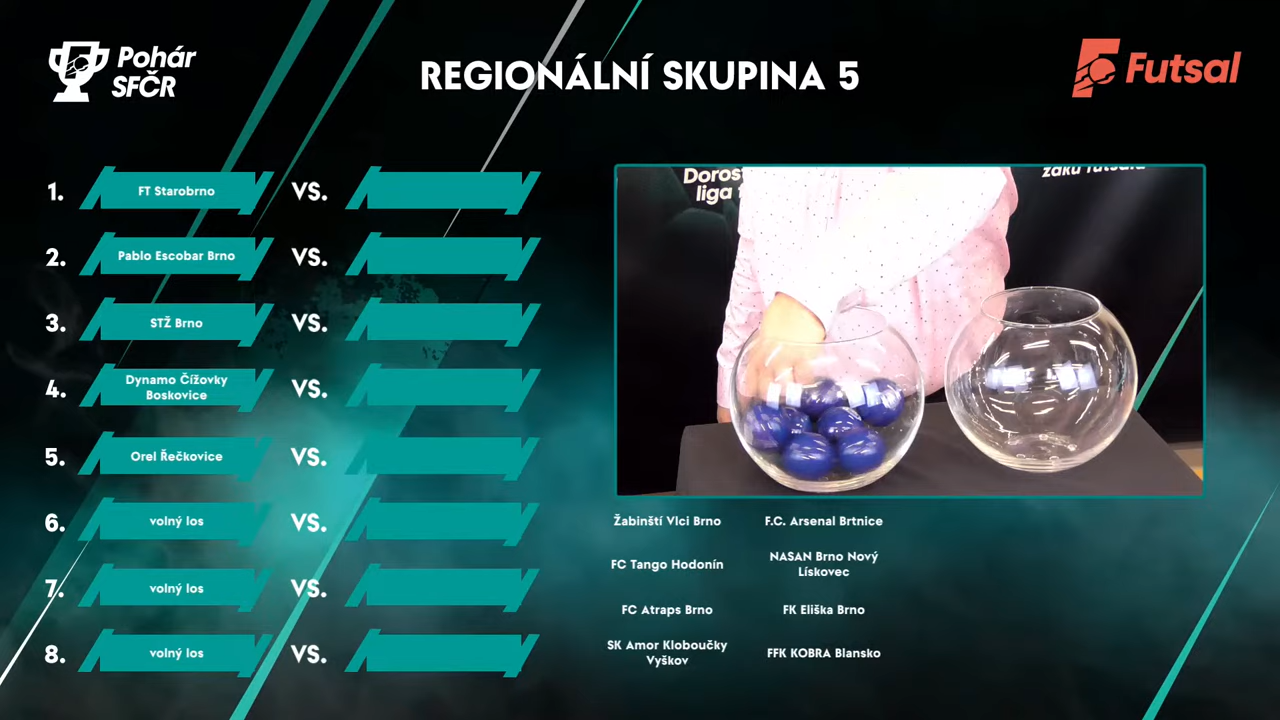 Pohár
SFČR
REGIONÁLNÍ SKUPINA 5
Futsal
1. FT Starobrno VS.
2. Pablo Escobar Brno VS.
3. STŽ Brno VS.
4. Dynamo Čížovky
Boskovice VS.
5. Orel Řečkovice VS.
6. volný los VS.
7. volný los VS.
8. volný los VS.
liga
žáků futsalu
Žabinští Vlci Brno
F.C. Arsenal Brtnice
FC Tango Hodonín
NASAN Brno Nový
Lískovec
FC Atraps Brno
FK Eliška Brno
SK Amor Kloboučky
Vyškov
FFK KOBRA Blansko